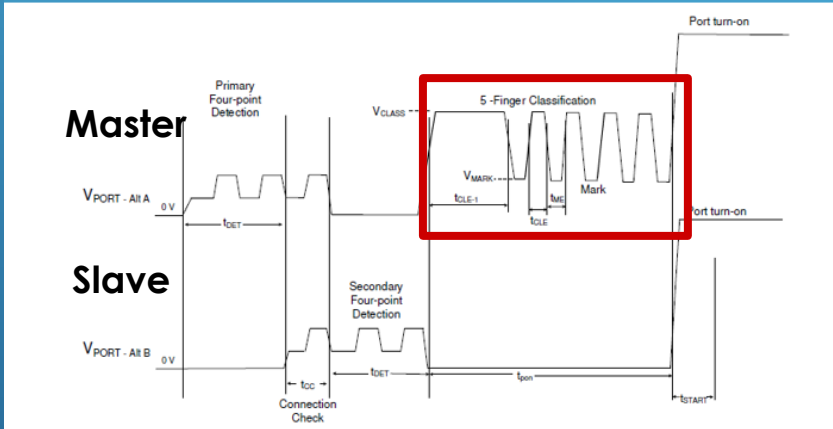 Port turn-on
Primary
Four-point
Detection
5 -Finger Classification
VCLASS
Master
VMARK
Mark
VPORT - Alt A
0 V
tCLE-1
tME
tDET
tCLE
Port turn-on
Slave
Secondary
Four-point
Detection
VPORT - Alt B
0 V
tCC
tDET
tpon
tSTART
Connection
Check